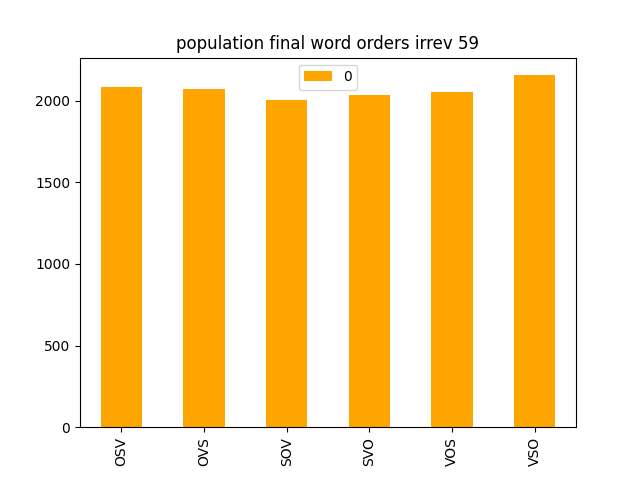 population final word orders irrev 59
0
2000
1500
1000
500
0
OSV
OVS
SOV
SVO
VOS
VSO